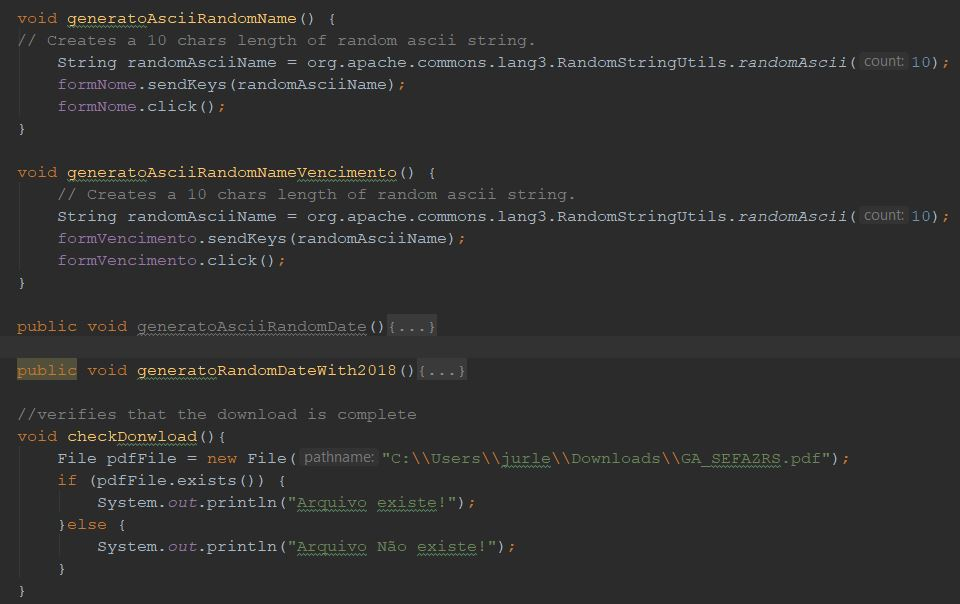 void generatoAsciiRandomName() {
// Creates a 10 chars length of random ascii string.
String randomAsciiName = org.apache.commons.lang3.RandomStringUtils.randomAscii( count: 10);
formNome.sendKeys(randomAsciiName);
formNome.click();
}
void generatoAsciiRandomNameVencimento() {
// Creates a 10 chars length of random ascii string.
String randomAsciiName = org.apache.commons.lang3.RandomStringUtils.randomAscii( count: 10);
formVencimento.sendKeys(randomAsciiName);
formVencimento.click();
}
public void generatoAsciiRandomDate(){...}
public void generatoRandomDateWith2018(){...}
//verifies that the download is complete
void checkDonwload(){
File pdfFile = new File( pathname: "C:\\Users\\jurle\\Downloads\\GA_SEFAZRS.pdf");
if (pdfFile.exists()) {
System.out.println("Arquivo existe!");
}else {
System.out.println("Arquivo Não existe!");
}
}